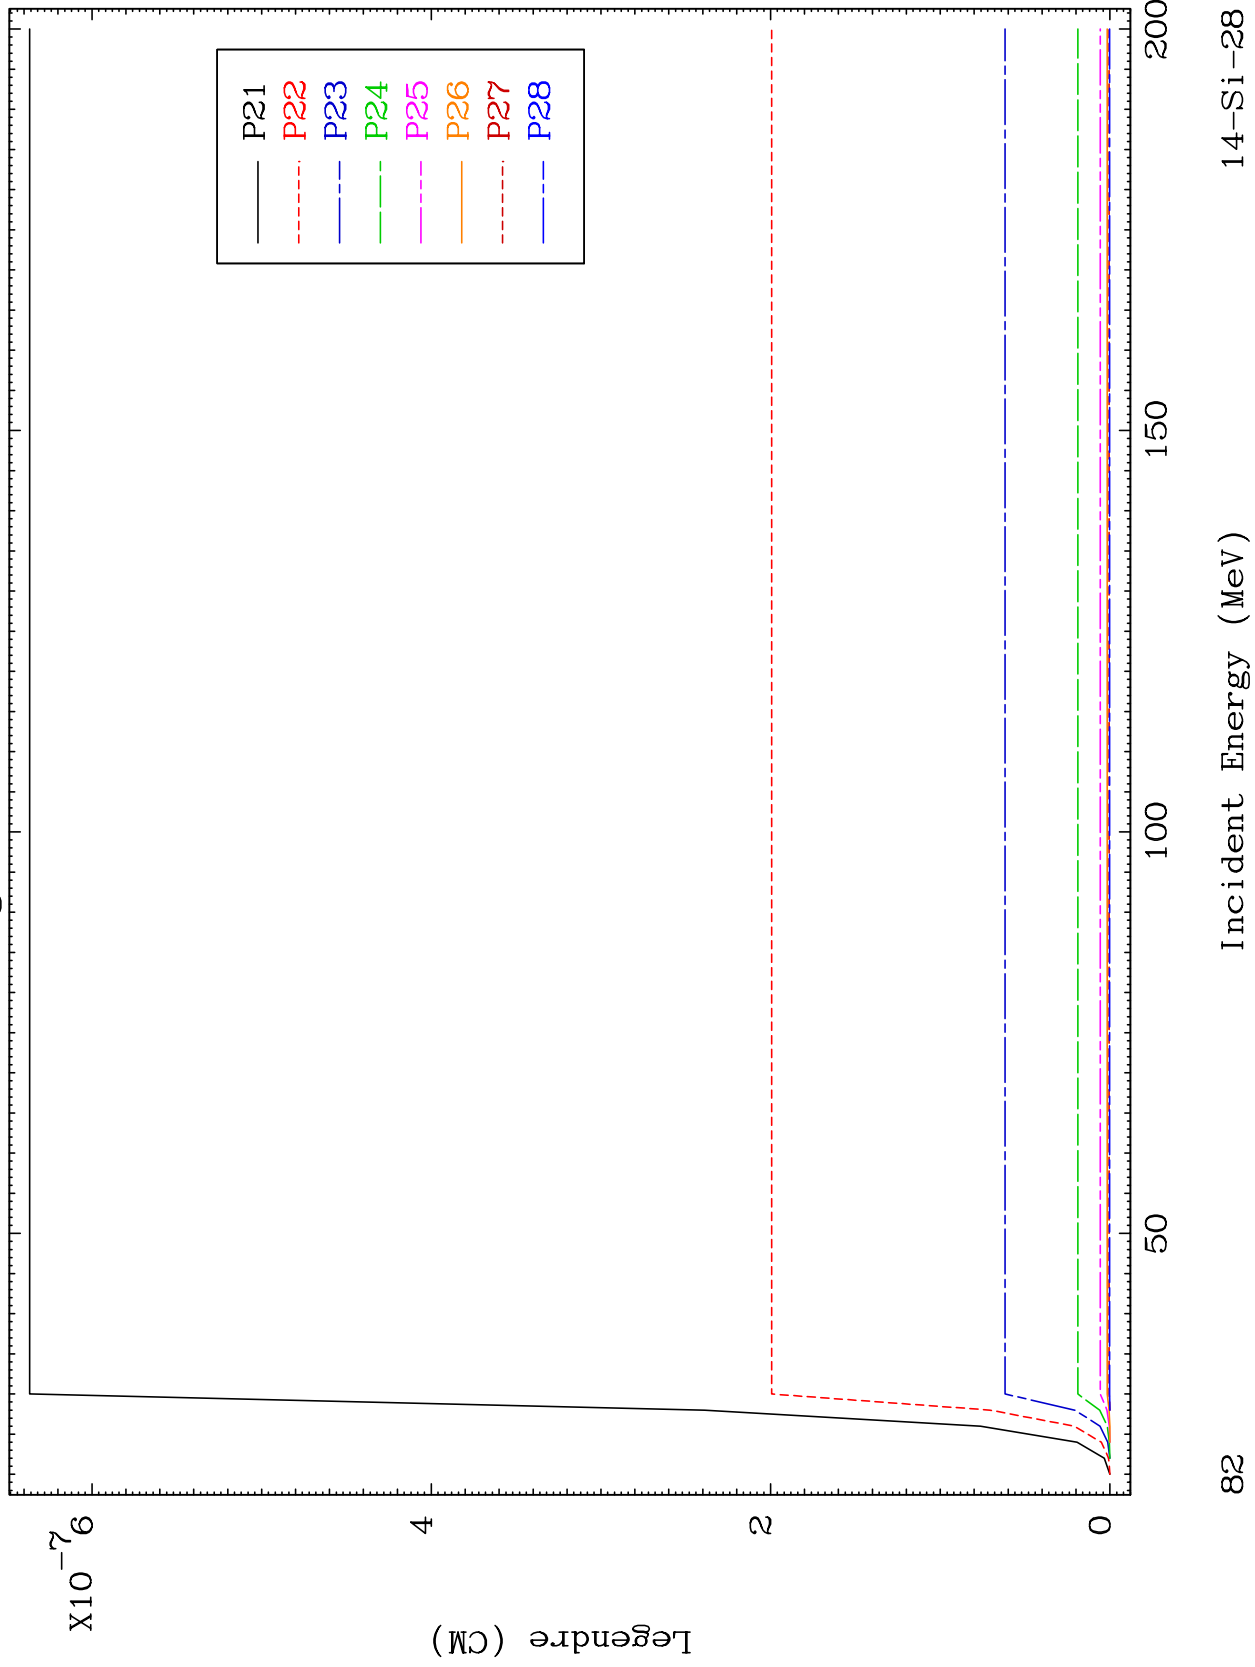 X10-7
6
4
2
0
Legendre (CM)
P21
P22
P23
P24
P25
P26
P27
P28
50
100
150
200
Incident Energy (MeV)
82
14-Si-28